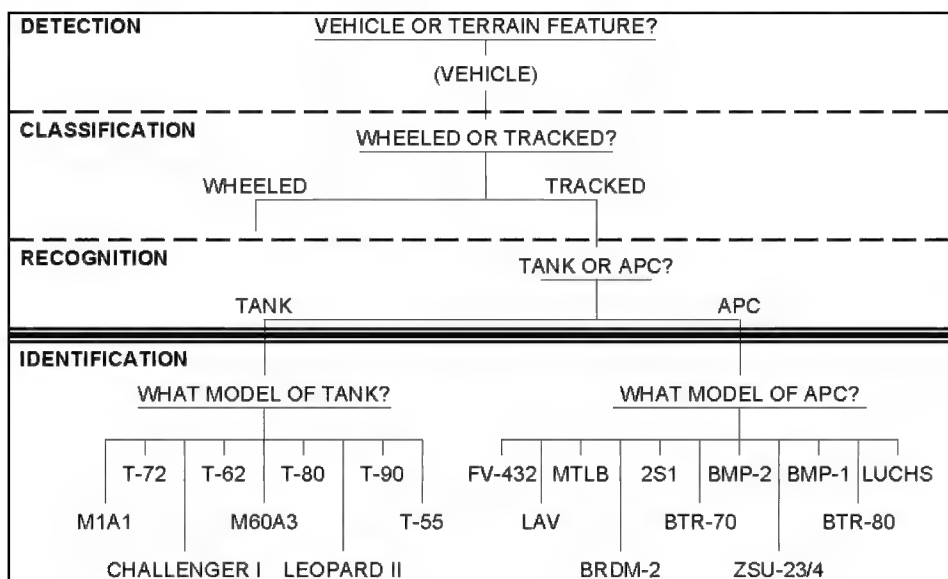 DETECTION
VEHICLE OR TERRAIN FEATURE?
(VEHICLE)
CLASSIFICATION
WHEELED OR TRACKED?
WHEELED TRACKED
RECOGNITION
TANK OR APC?
TANK APC
IDENTIFICATION
WHAT MODEL OF TANK? WHAT MODEL OF APC?
T-72 T-62 T-80 T-90 FV-432 MTLB 2S1 BMP-2 BMP-1 LUCHS
M1A1 M60A3 T-55 LAV BTR-70 BTR-80
CHALLENGER I LEOPARD II BRDM-2 ZSU-23/4